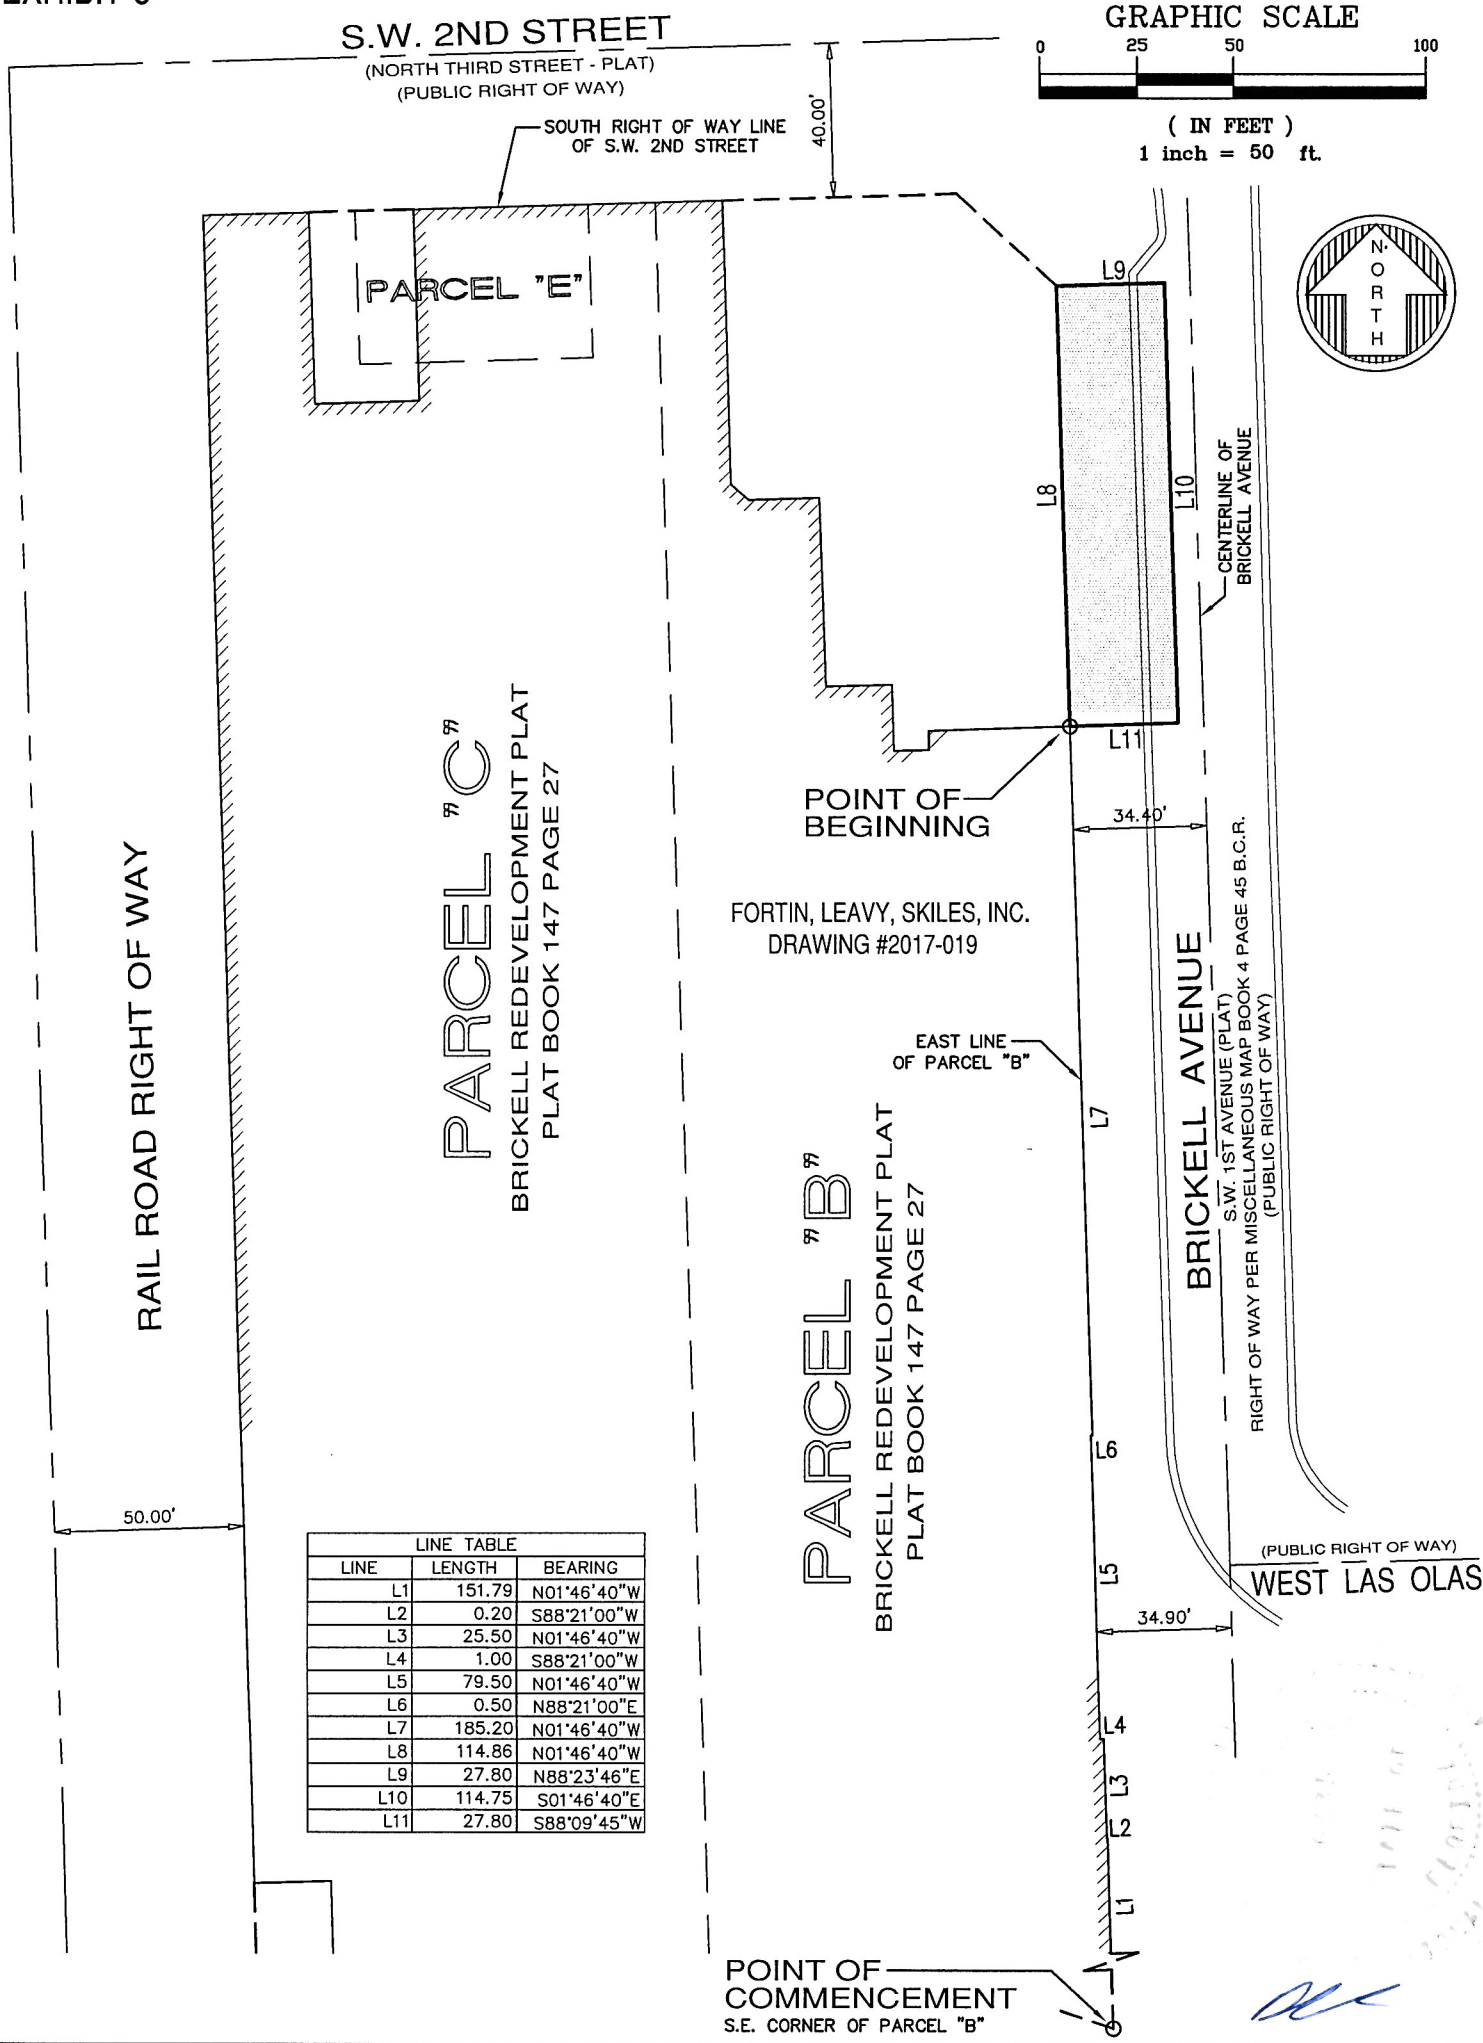 S.W. 2ND STREET
(NORTH THIRD STREET - PLAT)
(PUBLIC RIGHT OF WAY)
SOUTH RIGHT OF WAY LINE
OF S.W. 2ND STREET
40.00'
GRAPHIC SCALE
0 25 50 100
( IN FEET )
1 inch = 50 ft.
NORTH
PARCEL "E"
L9
L8
L10
CENTERLINE OF
BRICKELL AVENUE
L11
POINT OF
BEGINNING
34.40'
FORTIN, LEAVY, SKILES, INC.
DRAWING #2017-019
PARCEL "C"
BRICKELL REDEVELOPMENT PLAT
PLAT BOOK 147 PAGE 27
RAIL ROAD RIGHT OF WAY
EAST LINE
OF PARCEL "B"
L7
PARCEL "B"
BRICKELL REDEVELOPMENT PLAT
PLAT BOOK 147 PAGE 27
BRICKELL AVENUE
S.W. 1ST AVENUE (PLAT)
RIGHT OF WAY PER MISCELLANEOUS MAP BOOK 4 PAGE 45 B.C.R.
(PUBLIC RIGHT OF WAY)
L6
50.00'
L5
(PUBLIC RIGHT OF WAY)
WEST LAS OLAS
34.90'
LINE TABLE
LINE LENGTH BEARING
L1 151.79 N01°46'40"W
L2 0.20 S88°21'00"W
L3 25.50 N01°46'40"W
L4 1.00 S88°21'00"W
L5 79.50 N01°46'40"W
L6 0.50 N88°21'00"E
L7 185.20 N01°46'40"W
L8 114.86 N01°46'40"W
L9 27.80 N88°23'46"E
L10 114.75 S01°46'40"E
L11 27.80 S88°09'45"W
L4
L3
L2
L1
POINT OF
COMMENCEMENT
S.E. CORNER OF PARCEL "B"